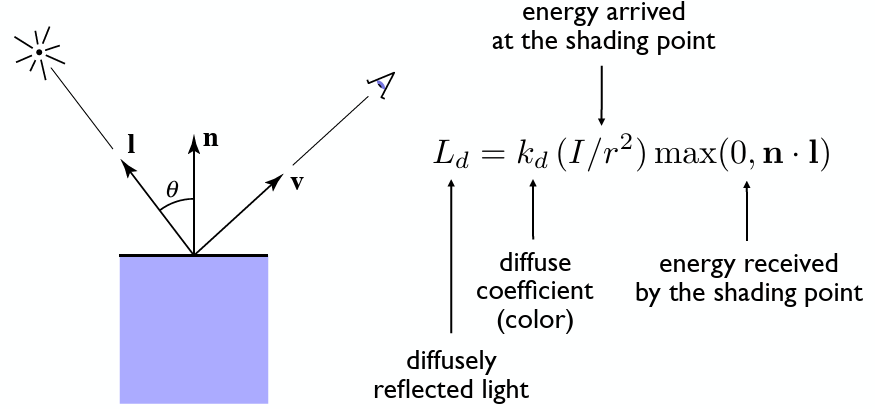 energy arrived
at the shading point
l
n
θ
v
L_d = k_d (I/r²) max(0, n · l)
diffuse
coefficient
(color)
energy received
by the shading point
diffusely
reflected light